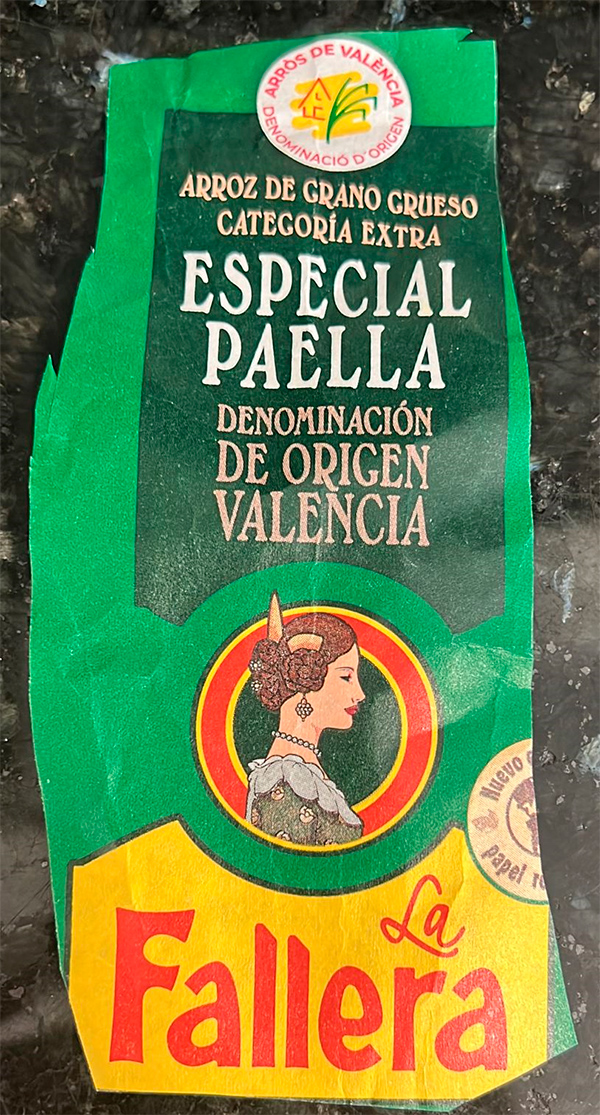 ARRÒS DE VALÈNCIA
DENOMINACIÓ D'ORIGEN
ARROZ DE GRANO GRUESO
CATEGORÍA EXTRA
ESPECIAL
PAELLA
DENOMINACIÓN
DE ORIGEN
VALENCIA
Nuevo
papel
La
Fallera